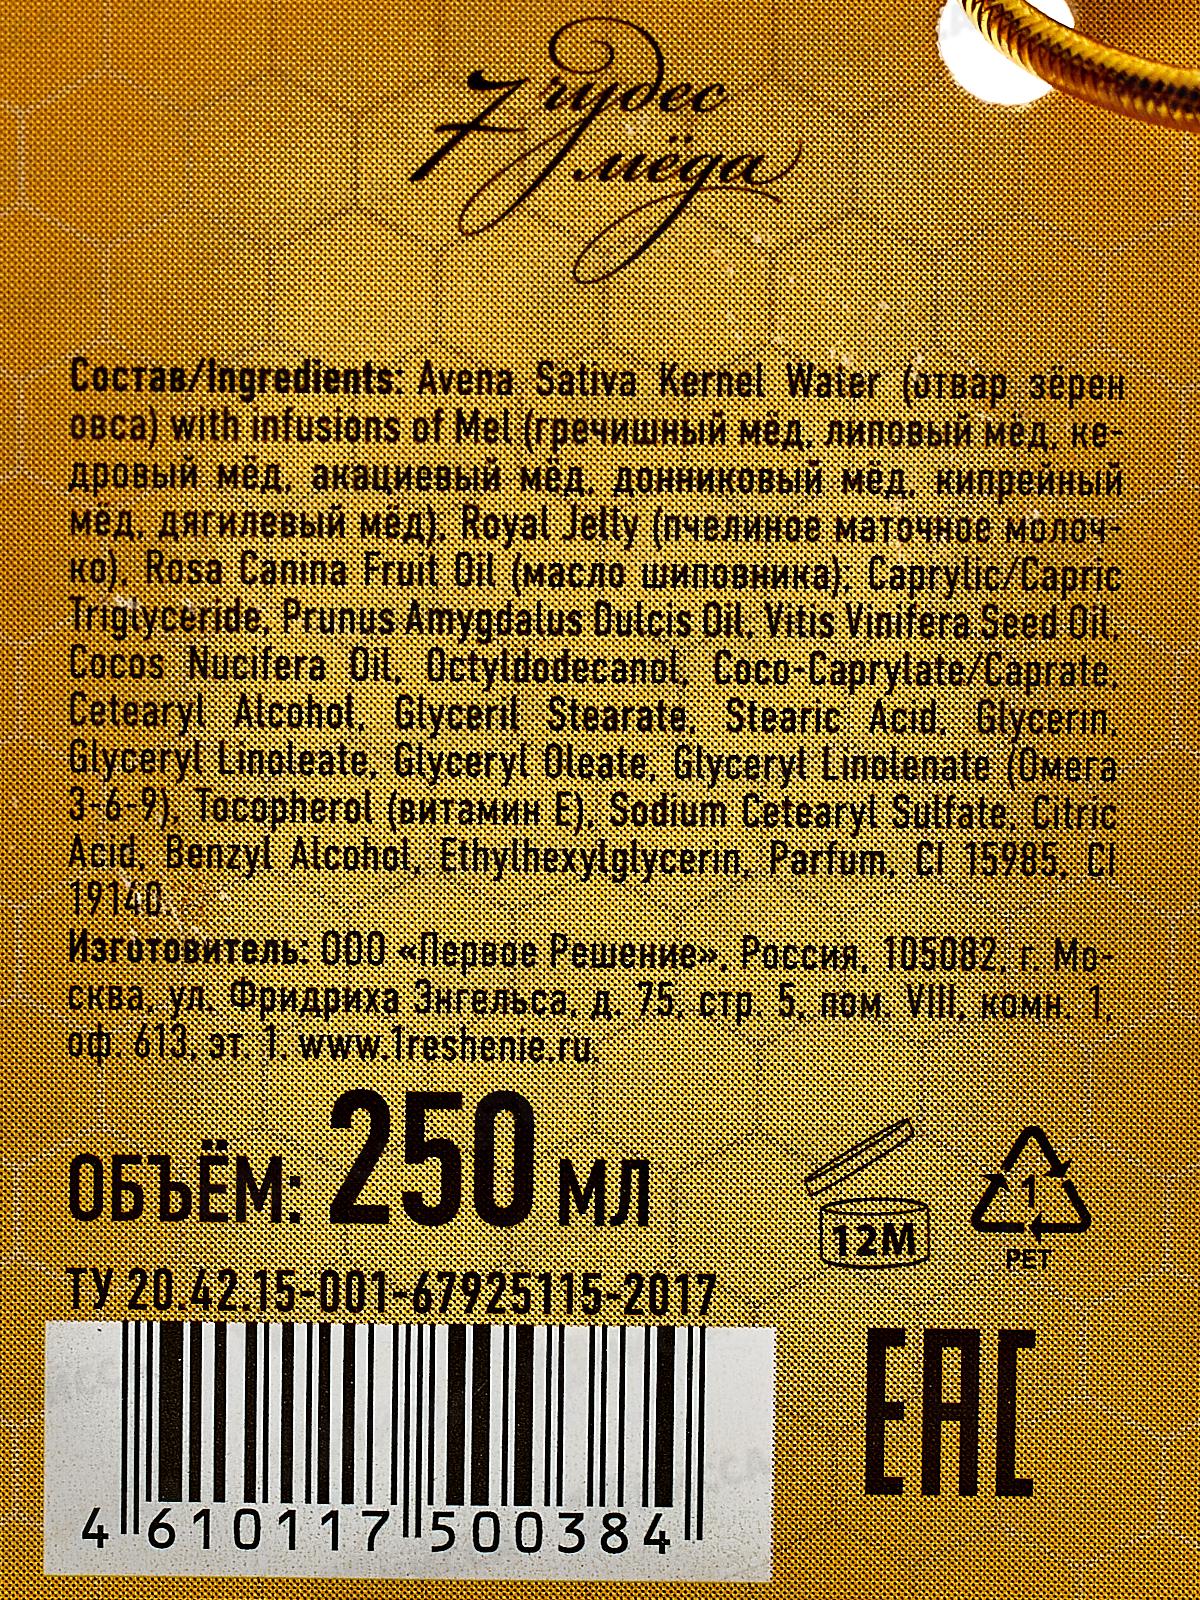 7 чудес
мёда
Состав/Ingredients: Avena Sativa Kernel Water (отвар зёрен
овса) with infusions of Mel (гречишный мёд, липовый мёд, ке-
дровый мёд, акациевый мёд, донниковый мёд, кипрейный
мёд, дягилевый мёд), Royal Jelly (пчелиное маточное молоч-
ко), Rosa Canina Fruit Oil (масло шиповника), Caprylic/Capric
Triglyceride, Prunus Amygdalus Dulcis Oil, Vitis Vinifera Seed Oil,
Cocos Nucifera Oil, Octyldodecanol, Coco-Caprylate/Caprate,
Cetearyl Alcohol, Glyceril Stearate, Stearic Acid, Glycerin,
Glyceryl Linoleate, Glyceryl Oleate, Glyceryl Linolenate (Омега
3-6-9), Tocopherol (витамин Е), Sodium Cetearyl Sulfate, Citric
Acid, Benzyl Alcohol, Ethylhexylglycerin, Parfum, CI 15985, CI
19140.
Изготовитель: ООО «Первое Решение», Россия, 105082, г. Мо-
сква, ул. Фридриха Энгельса, д. 75, стр. 5, пом. VIII, комн. 1,
оф. 613, эт. 1. www.1reshenie.ru.
ОБЪЁМ: 250 МЛ
12M
1
PET
ТУ 20.42.15-001-67925115-2017
EAC
4 610117 500384